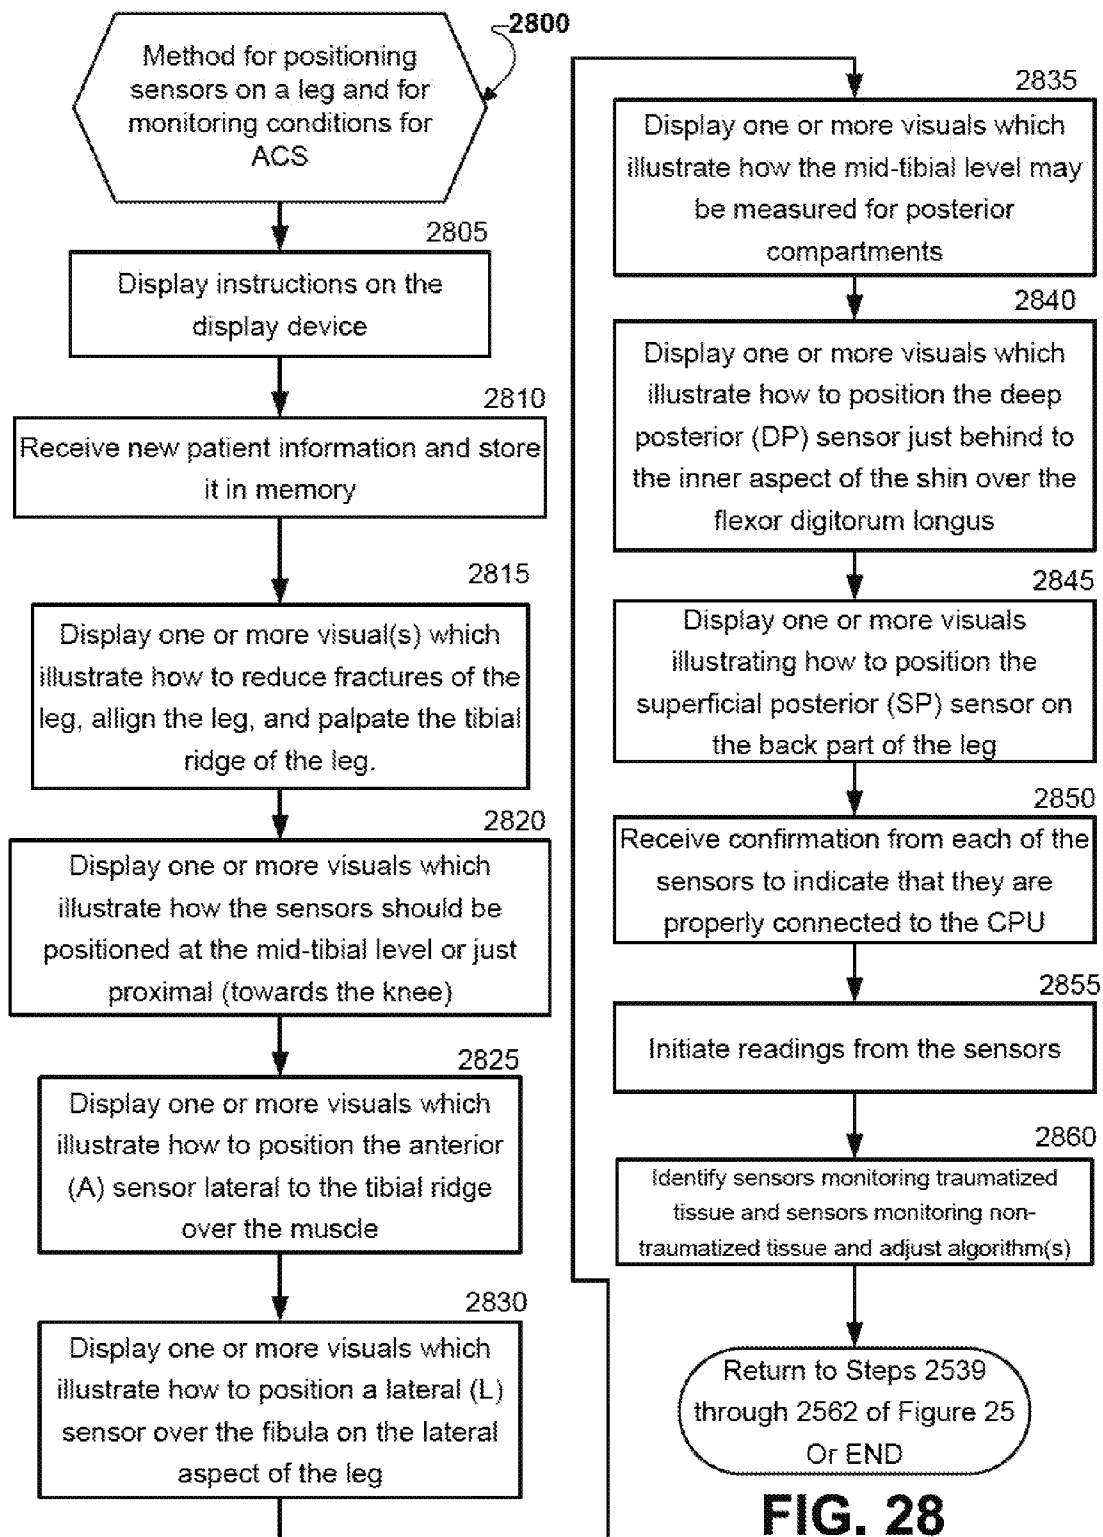 2800
Method for positioning
sensors on a leg and for
monitoring conditions for
ACS
2805
Display instructions on the
display device
2810
Receive new patient information and store
it in memory
2815
Display one or more visual(s) which
illustrate how to reduce fractures of the
leg, allign the leg, and palpate the tibial
ridge of the leg.
2820
Display one or more visuals which
illustrate how the sensors should be
positioned at the mid-tibial level or just
proximal (towards the knee)
2825
Display one or more visuals which
illustrate how to position the anterior
(A) sensor lateral to the tibial ridge
over the muscle
2830
Display one or more visuals which
illustrate how to position a lateral (L)
sensor over the fibula on the lateral
aspect of the leg
2835
Display one or more visuals which
illustrate how the mid-tibial level may
be measured for posterior
compartments
2840
Display one or more visuals which
illustrate how to position the deep
posterior (DP) sensor just behind to
the inner aspect of the shin over the
flexor digitorum longus
2845
Display one or more visuals
illustrating how to position the
superficial posterior (SP) sensor on
the back part of the leg
2850
Receive confirmation from each of the
sensors to indicate that they are
properly connected to the CPU
2855
Initiate readings from the sensors
2860
Identify sensors monitoring traumatized
tissue and sensors monitoring non-
traumatized tissue and adjust algorithm(s)
Return to Steps 2539
through 2562 of Figure 25
Or END
FIG. 28